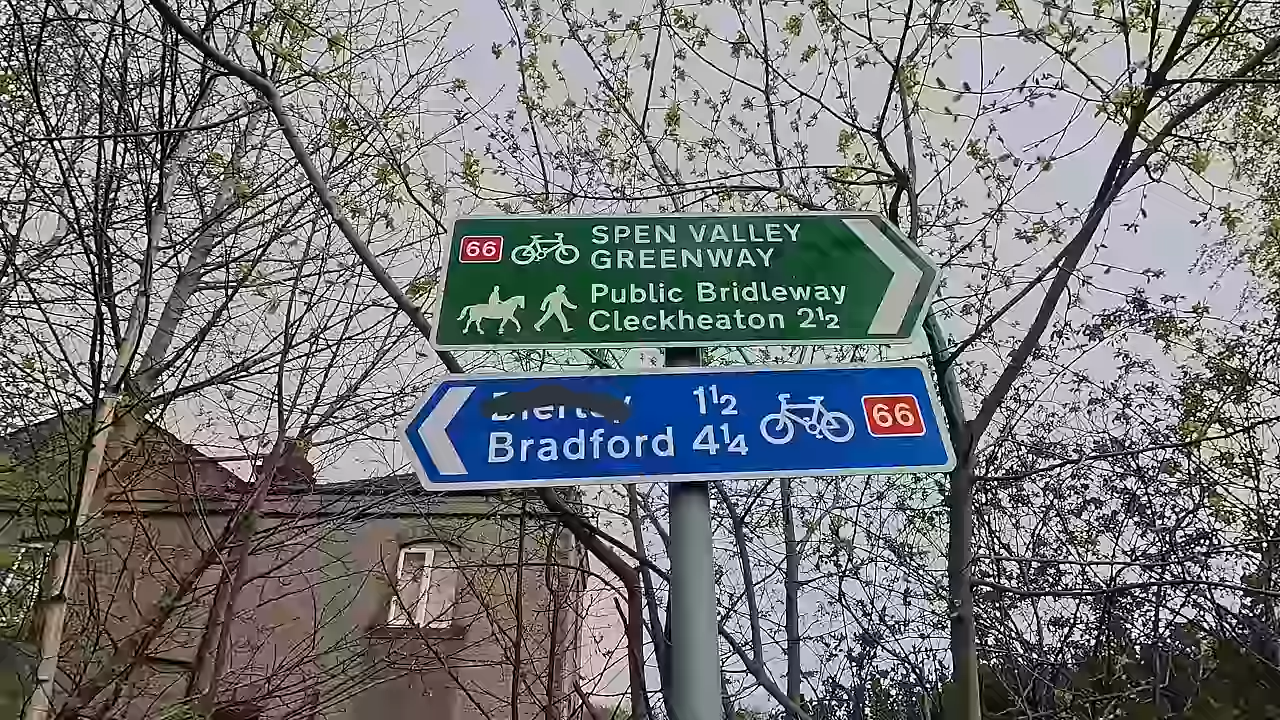 66 SPEN VALLEY
GREENWAY
Public Bridleway
Cleckheaton 2½
1½
Bradford 4¼ 66